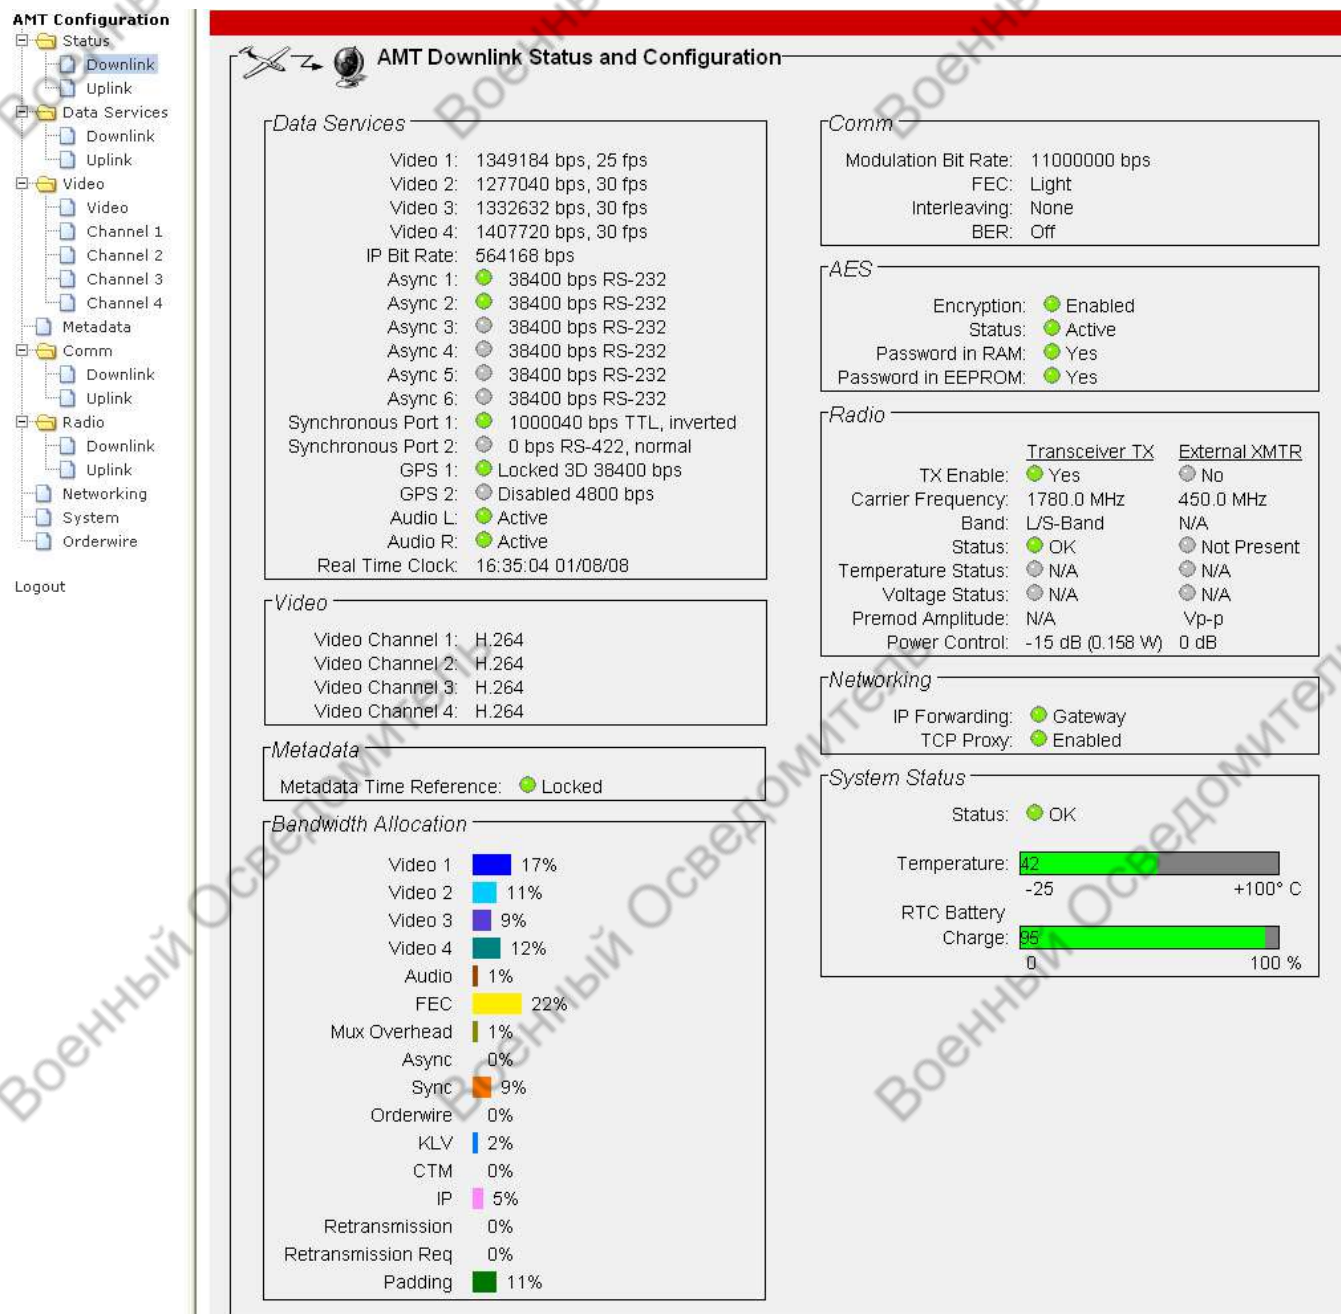 AMT Configuration
Status
Downlink
Uplink
Data Services
Downlink
Uplink
Video
Video
Channel 1
Channel 2
Channel 3
Channel 4
Metadata
Comm
Downlink
Uplink
Radio
Downlink
Uplink
Networking
System
Orderwire
Logout
AMT Downlink Status and Configuration
Data Services
Video 1: 1349184 bps, 25 fps
Video 2: 1277040 bps, 30 fps
Video 3: 1332632 bps, 30 fps
Video 4: 1407720 bps, 30 fps
IP Bit Rate: 564168 bps
Async 1: 38400 bps RS-232
Async 2: 38400 bps RS-232
Async 3: 38400 bps RS-232
Async 4: 38400 bps RS-232
Async 5: 38400 bps RS-232
Async 6: 38400 bps RS-232
Synchronous Port 1: 1000040 bps TTL, inverted
Synchronous Port 2: 0 bps RS-422, normal
GPS 1: Locked 3D 38400 bps
GPS 2: Disabled 4800 bps
Audio L: Active
Audio R: Active
Real Time Clock: 16:35:04 01/08/08
Video
Video Channel 1: H.264
Video Channel 2: H.264
Video Channel 3: H.264
Video Channel 4: H.264
Metadata
Metadata Time Reference: Locked
Bandwidth Allocation
Video 1 17%
Video 2 11%
Video 3 9%
Video 4 12%
Audio 1%
FEC 22%
Mux Overhead 1%
Async 0%
Sync 9%
Orderwire 0%
KLV 2%
CTM 0%
IP 5%
Retransmission 0%
Retransmission Req 0%
Padding 11%
Comm
Modulation Bit Rate: 11000000 bps
FEC: Light
Interleaving: None
BER: Off
AES
Encryption: Enabled
Status: Active
Password in RAM: Yes
Password in EEPROM: Yes
Radio
Transceiver TX External XMTR
TX Enable: Yes No
Carrier Frequency: 1780.0 MHz 450.0 MHz
Band: L/S-Band N/A
Status: OK Not Present
Temperature Status: N/A N/A
Voltage Status: N/A N/A
Premod Amplitude: N/A Vp-p
Power Control: -15 dB (0.158 W) 0 dB
Networking
IP Forwarding: Gateway
TCP Proxy: Enabled
System Status
Status: OK
Temperature: 42
-25 +100° C
RTC Battery
Charge: 95
0 100 %
Военный Осведомитель
Военный Осведомитель
Военный Осведомитель